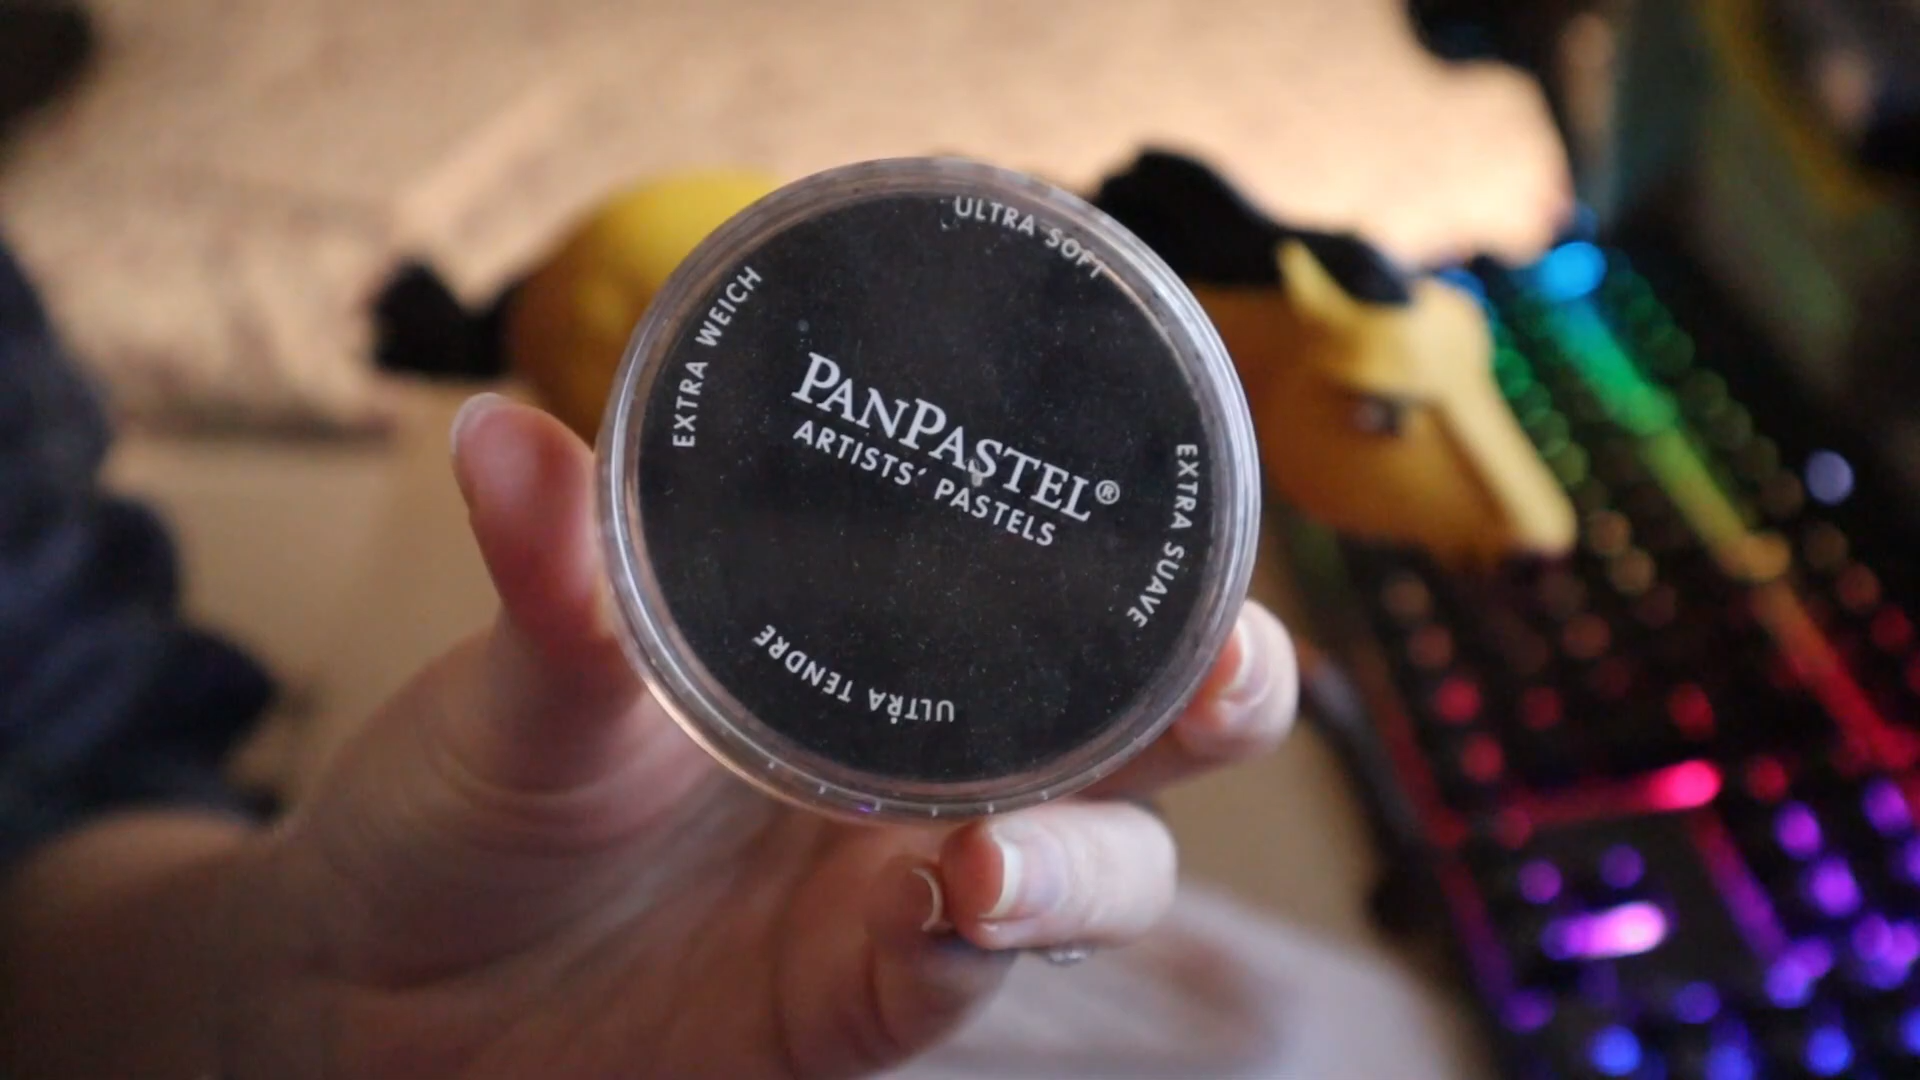 PANPASTEL®
ARTISTS' PASTELS
ULTRA SOFT
EXTRA SUAVE
ULTRA TENDRE
EXTRA WEICH